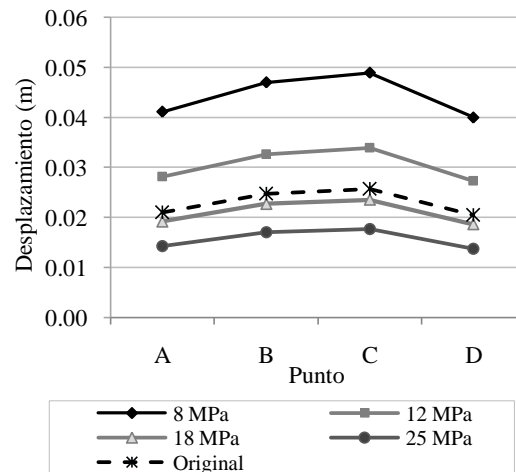 0.06
0.05
0.04
0.03
0.02
0.01
0.00
Desplazamiento (m)
A B C D
Punto
8 MPa 12 MPa
18 MPa 25 MPa
Original